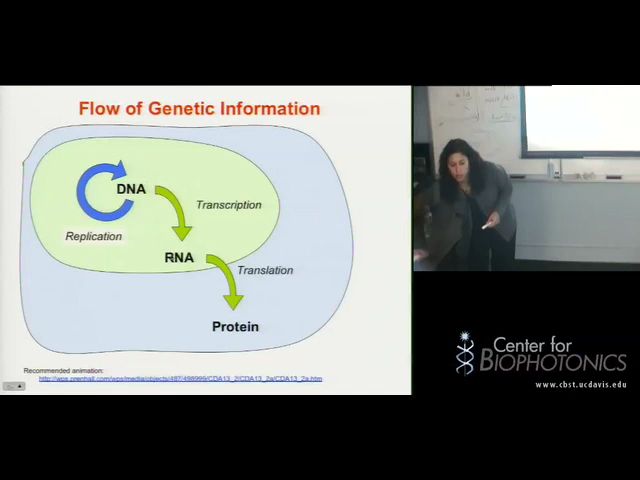 Flow of Genetic Information
DNA
Transcription
Replication
RNA
Translation
Protein
Recommended animation:
Center for
BIOPHOTONICS
www.cbst.ucdavis.edu